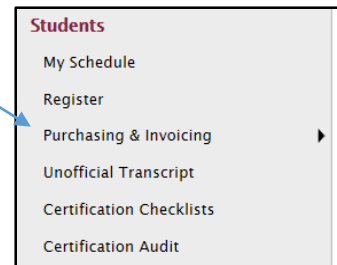 Students
My Schedule
Register
Purchasing & Invoicing
Unofficial Transcript
Certification Checklists
Certification Audit